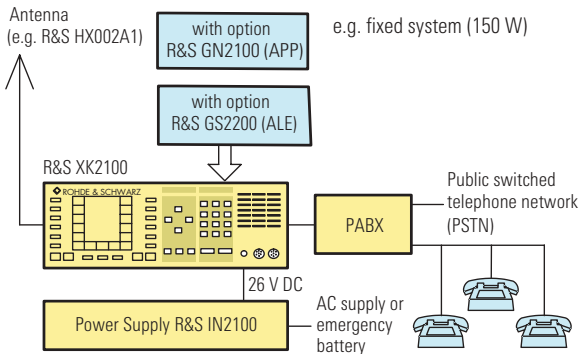 Antenna
(e.g. R&S HX002A1)
with option
R&S GN2100 (APP)
e.g. fixed system (150 W)
with option
R&S GS2200 (ALE)
R&S XK2100
ROHDE & SCHWARZ
PABX
Public switched
telephone network
(PSTN)
26 V DC
Power Supply R&S IN2100
AC supply or
emergency
battery